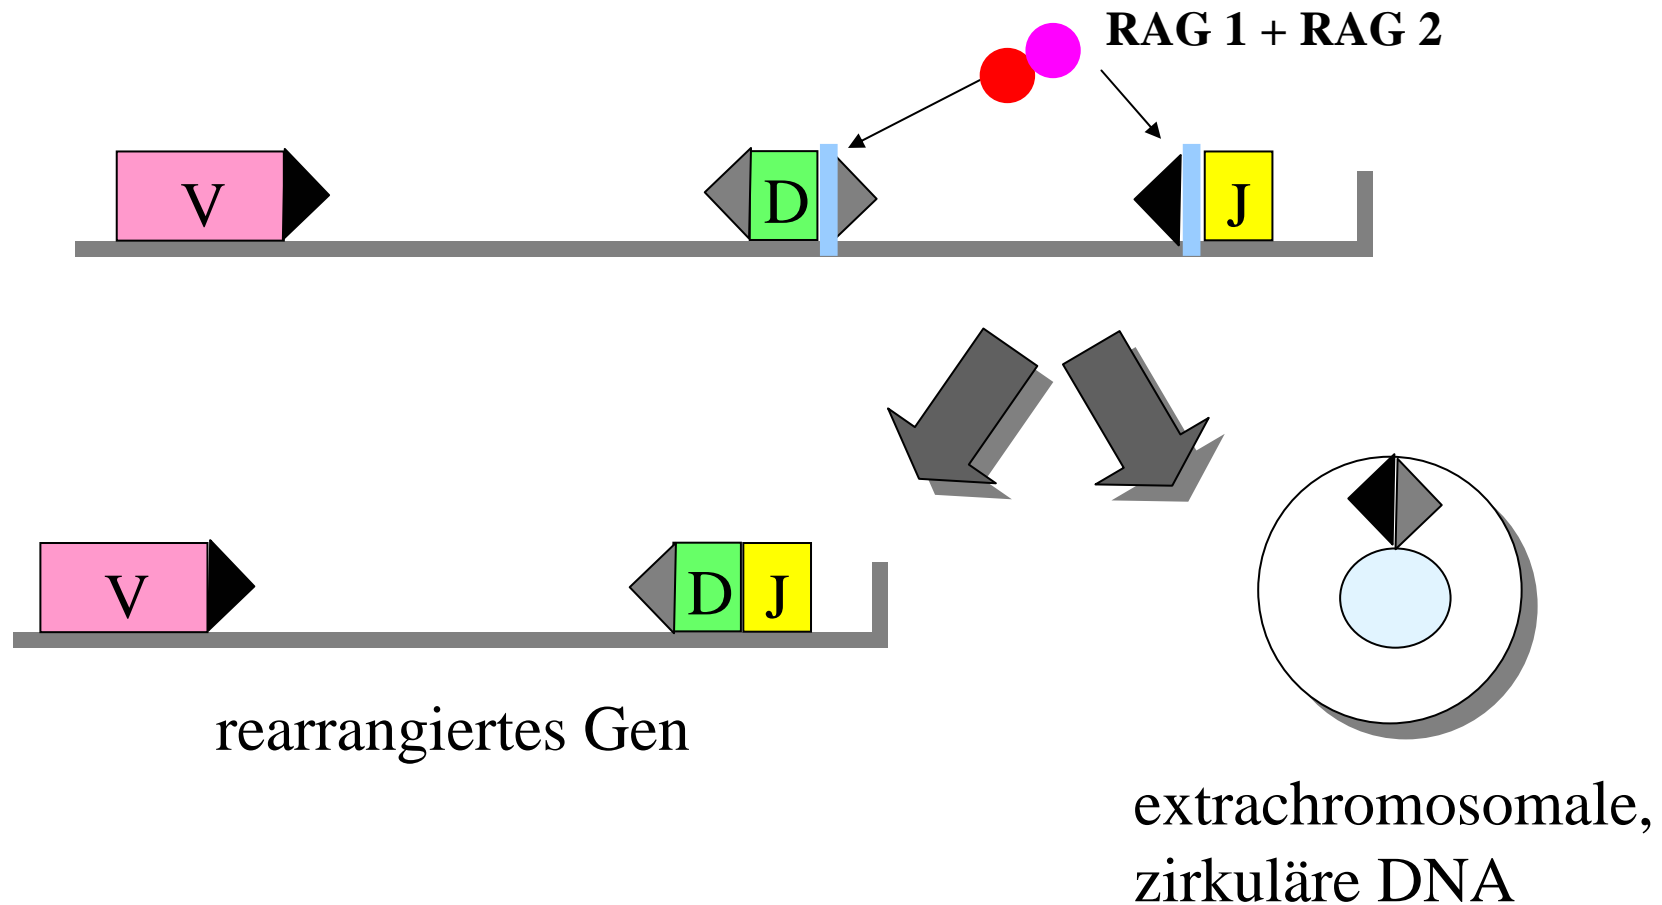 RAG 1 + RAG 2
V D J
V D J
rearrangiertes Gen
extrachromosomale,
zirkuläre DNA